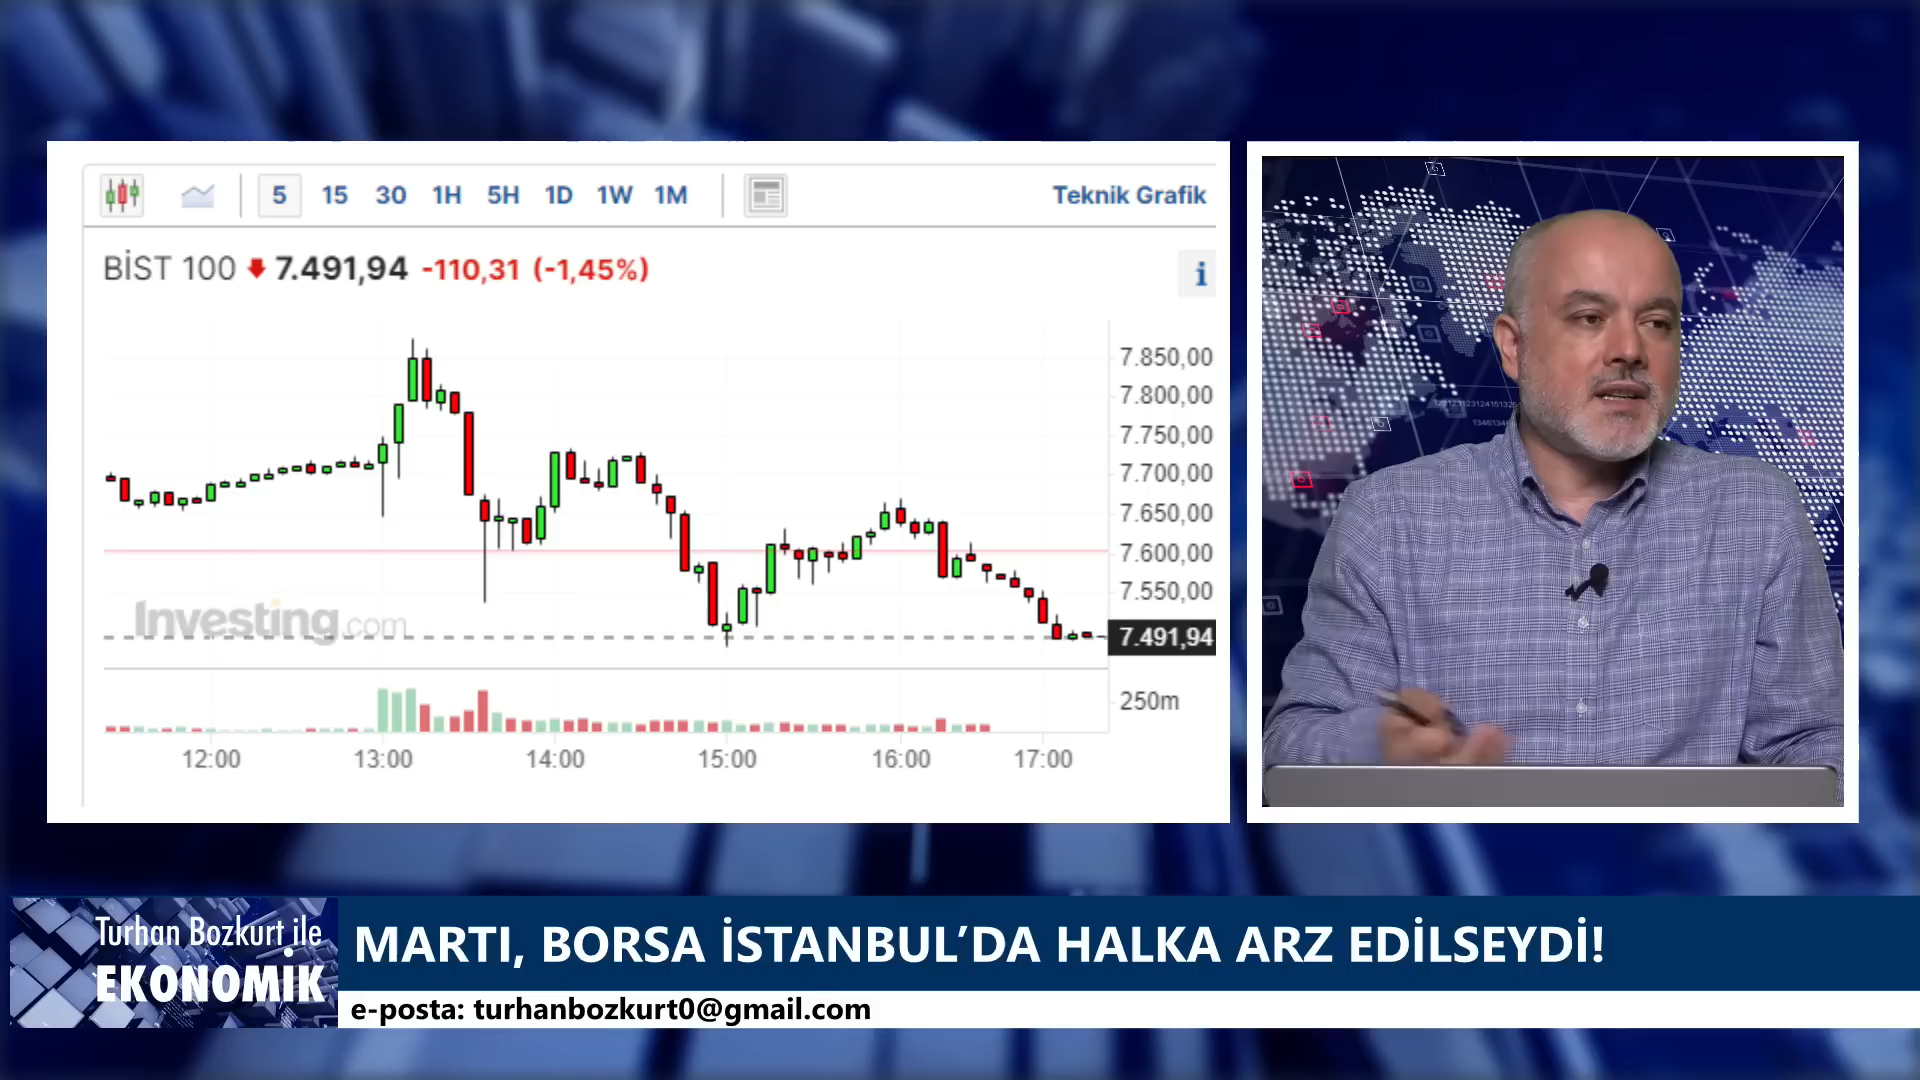 5 15 30 1H 5H 1D 1W 1M Teknik Grafik
BİST 100 7.491,94 -110,31 (-1,45%)
i
7.850,00
7.800,00
7.750,00
7.700,00
7.650,00
7.600,00
7.550,00
7.491,94
Investing.com
250m
12:00 13:00 14:00 15:00 16:00 17:00
Turhan Bozkurt ile
EKONOMİK
MARTI, BORSA İSTANBUL’DA HALKA ARZ EDİLSEYDİ!
e-posta: turhanbozkurt0@gmail.com